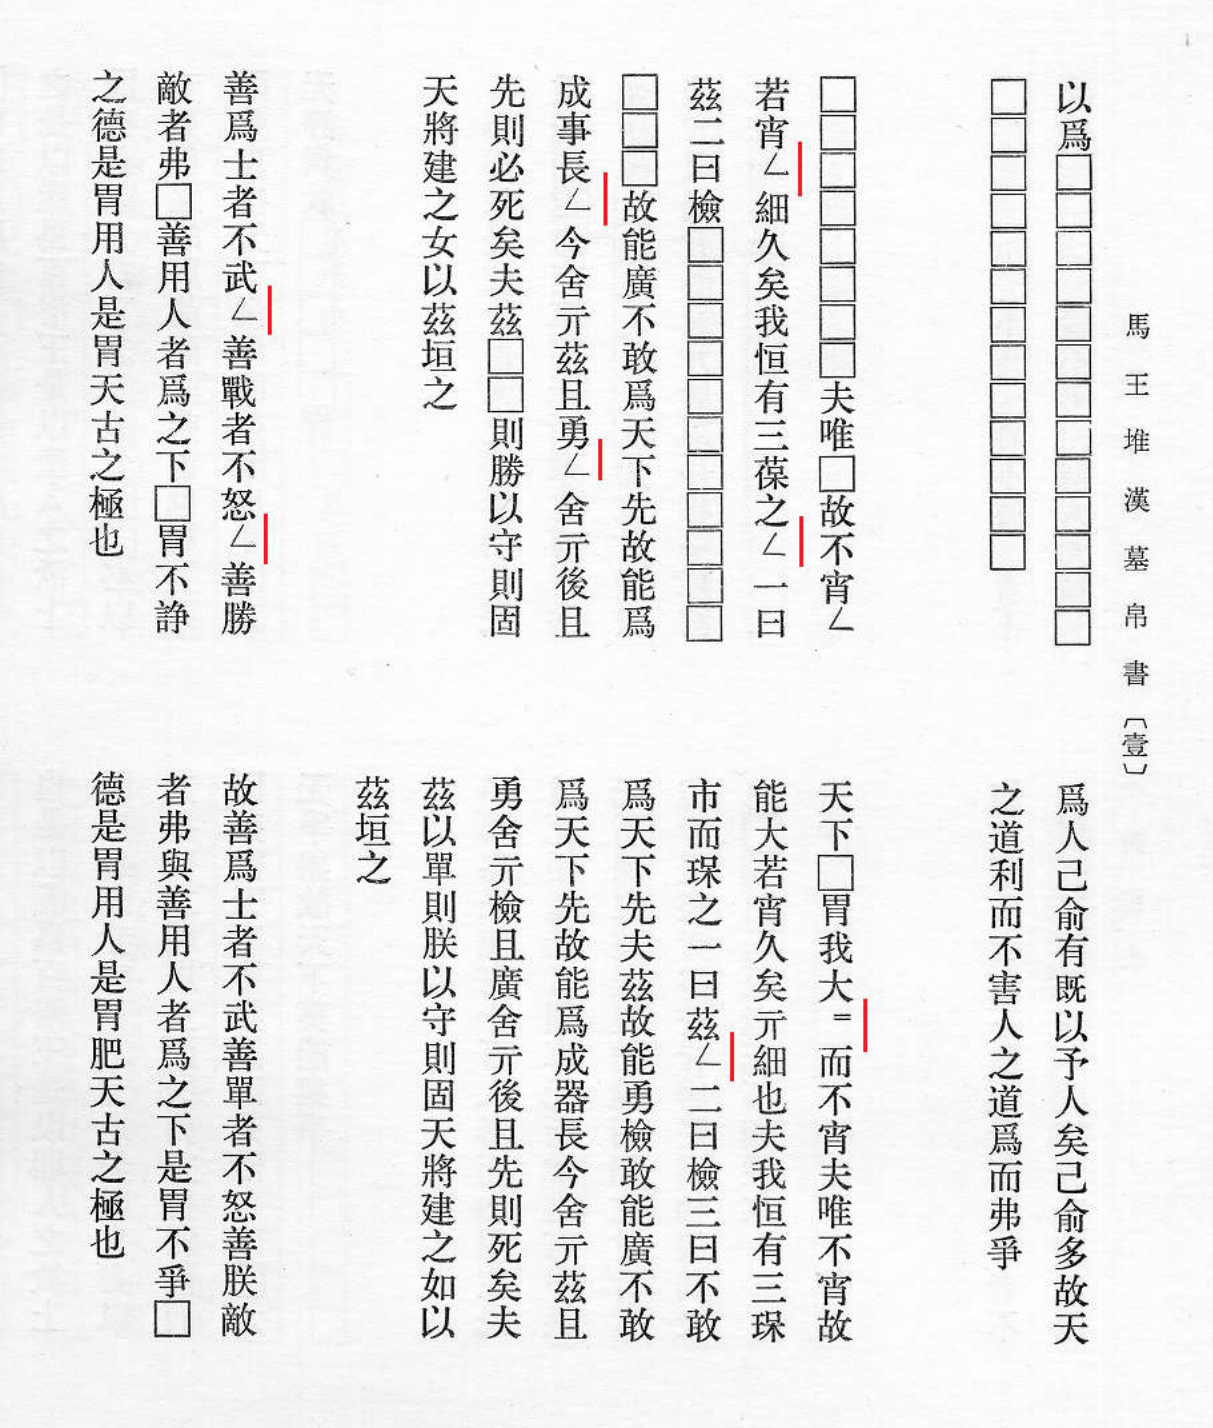 馬王堆漢墓帛書〔壹〕
以爲□□□□□□□□□□□□□
□□□□□□□□□□□□□
□□□□□□□□夫唯□故不宵∠
若宵∠細久矣我恒有三葆之∠一曰
茲二曰檢□□□□□□□□□□□
□□□故能廣不敢爲天下先故能爲
成事長∠今舍亓茲且勇∠舍亓後且
先則必死矣夫茲□□則勝以守則固
天將建之女以茲垣之
善爲士者不武∠善戰者不怒∠善勝
敵者弗□善用人者爲之下□胃不諍
之德是胃用人是胃天古之極也
爲人己俞有既以予人矣己俞多故天
之道利而不害人之道爲而弗爭
天下□胃我大＝而不宵夫唯不宵故
能大若宵久矣亓細也夫我恒有三琛
市而琛之一曰茲∠二曰檢三曰不敢
爲天下先夫茲故能勇檢敢能廣不敢
爲天下先故能爲成器長今舍亓茲且
勇舍亓檢且廣舍亓後且先則死矣夫
茲以單則朕以守則固天將建之如以
茲垣之
故善爲士者不武善單者不怒善朕敵
者弗與善用人者爲之下是胃不爭□
德是胃用人是胃肥天古之極也